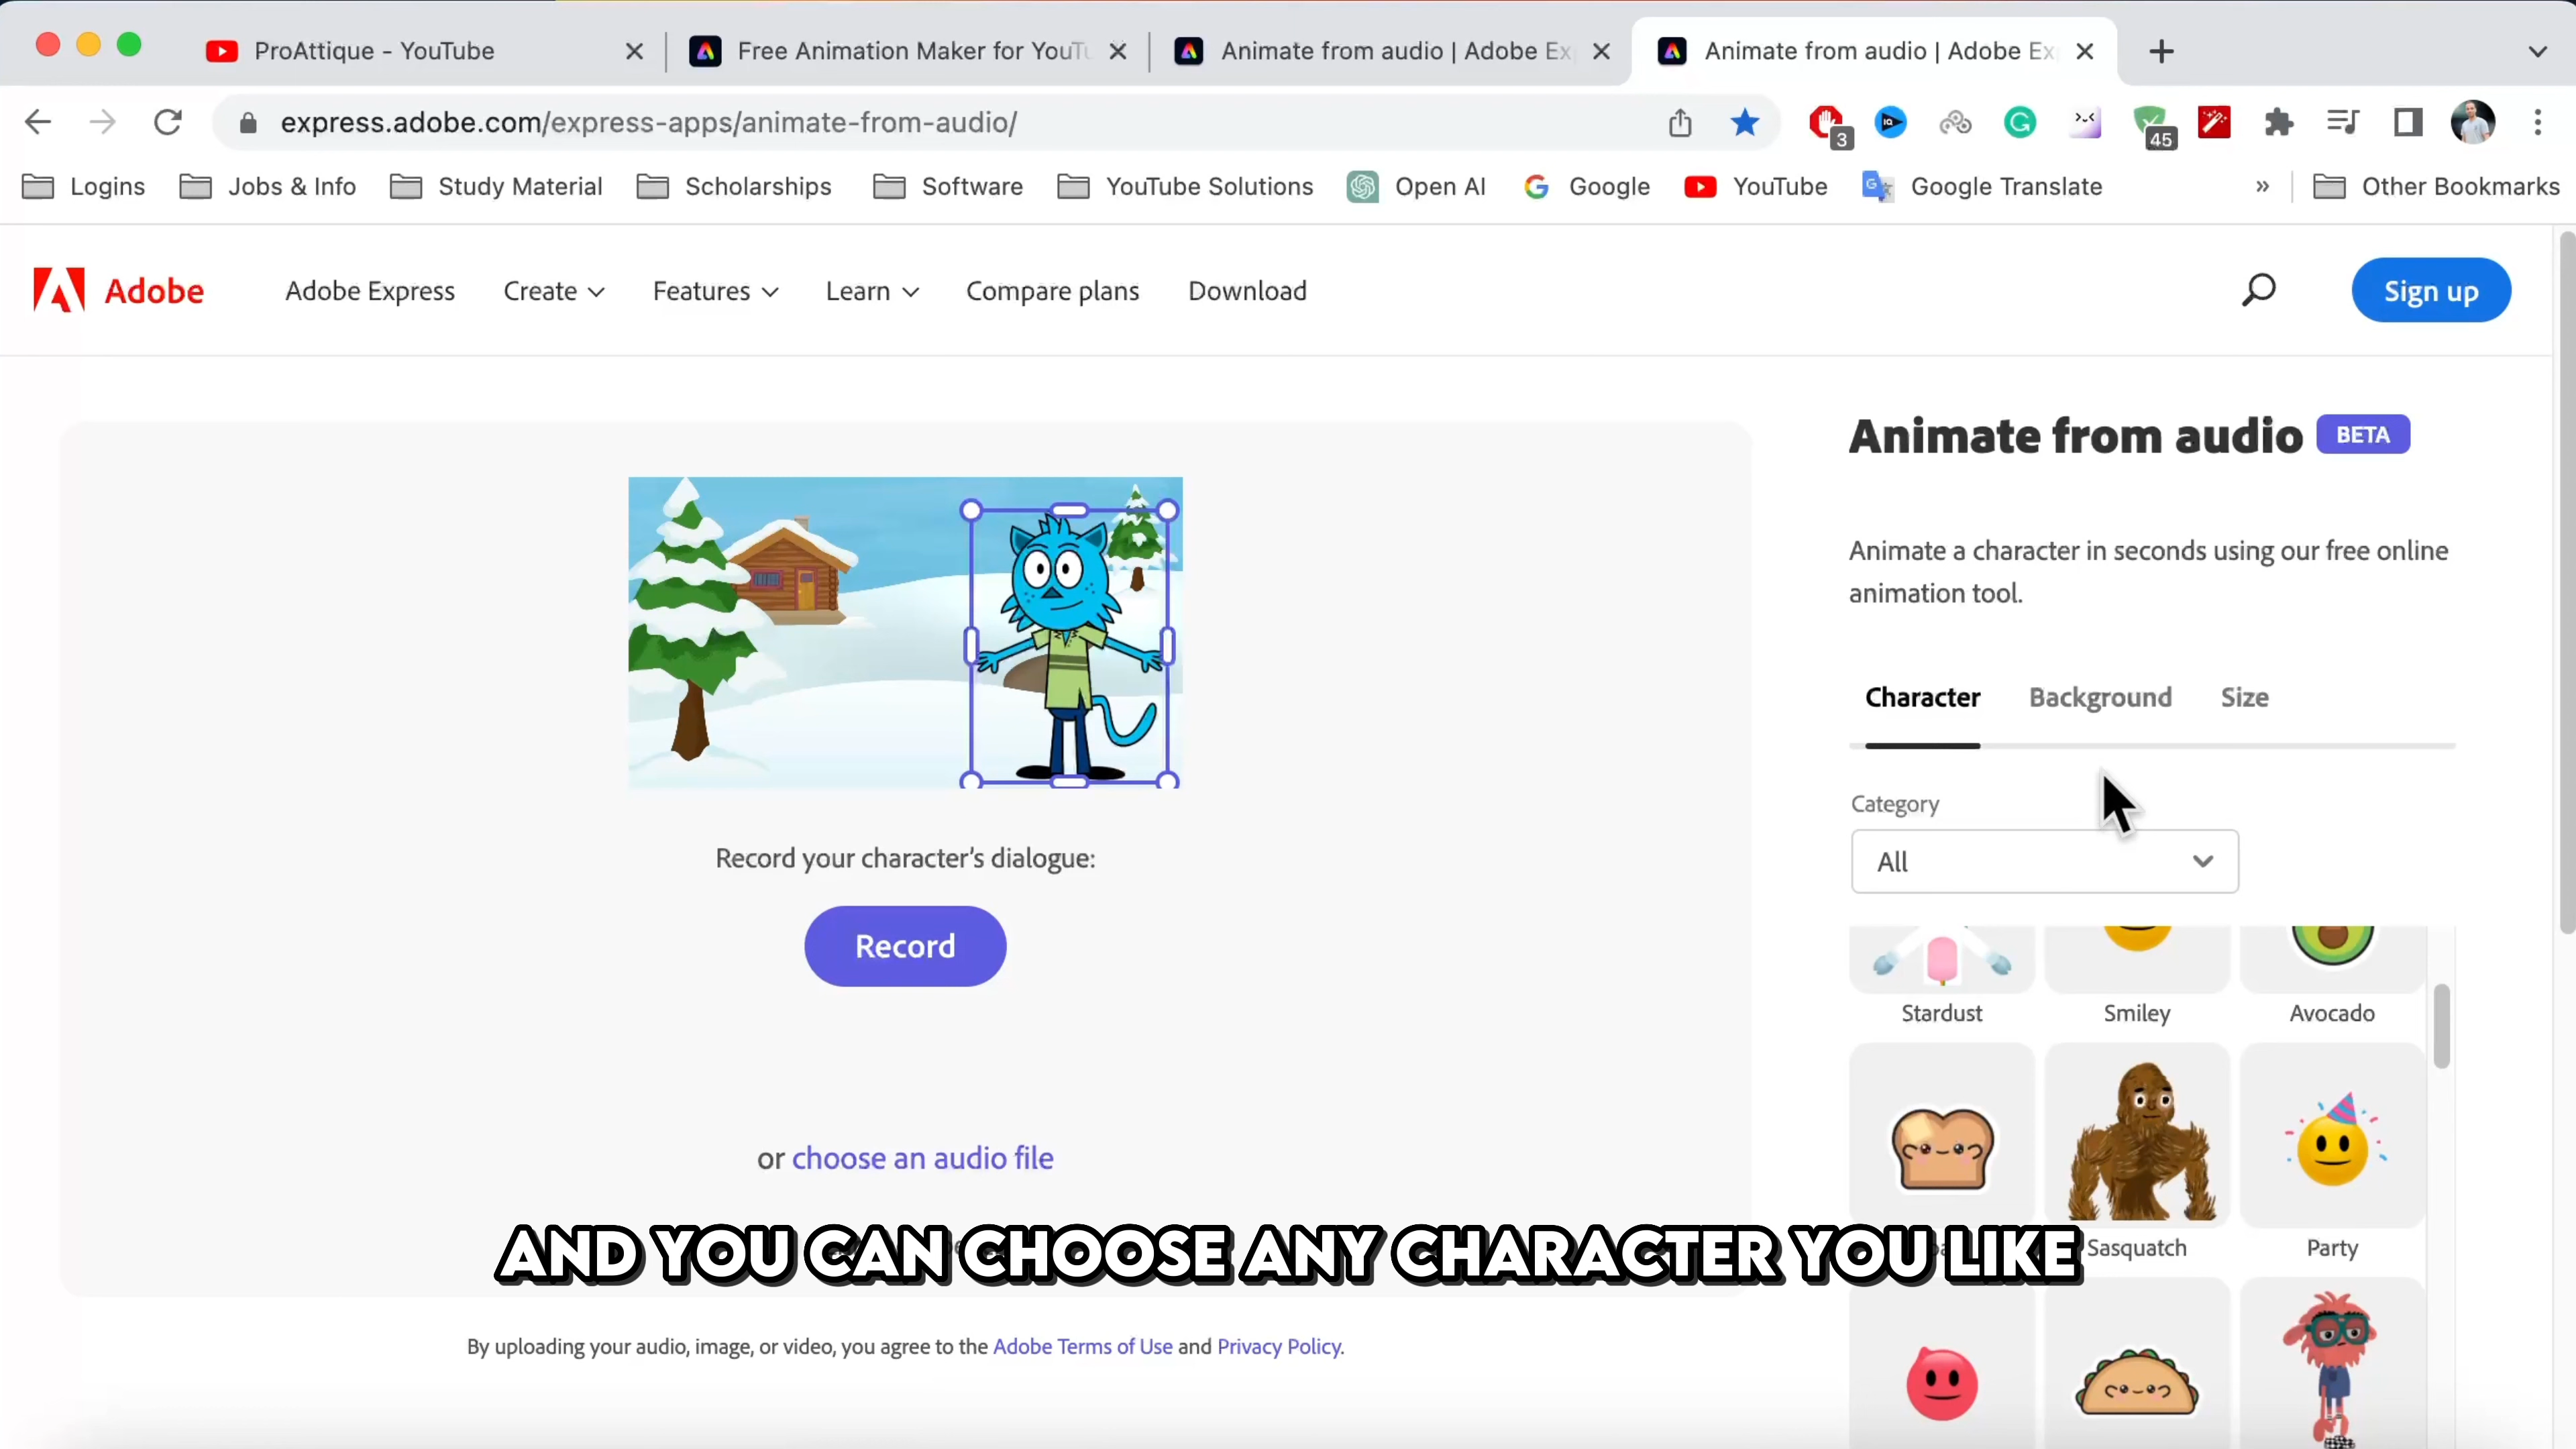 ProAttique - YouTube
Free Animation Maker for YouTu
Animate from audio | Adobe Ex
Animate from audio | Adobe Ex
express.adobe.com/express-apps/animate-from-audio/
3
IQ
45
Logins
Jobs & Info
Study Material
Scholarships
Software
YouTube Solutions
Open AI
Google
YouTube
Google Translate
»
Other Bookmarks
Adobe
Adobe Express
Create
Features
Learn
Compare plans
Download
Sign up
Animate from audio BETA
Animate a character in seconds using our free online
animation tool.
Character
Background
Size
Category
All
Record your character's dialogue:
Record
or choose an audio file
Stardust
Smiley
Avocado
Sasquatch
Party
AND YOU CAN CHOOSE ANY CHARACTER YOU LIKE
By uploading your audio, image, or video, you agree to the Adobe Terms of Use and Privacy Policy.